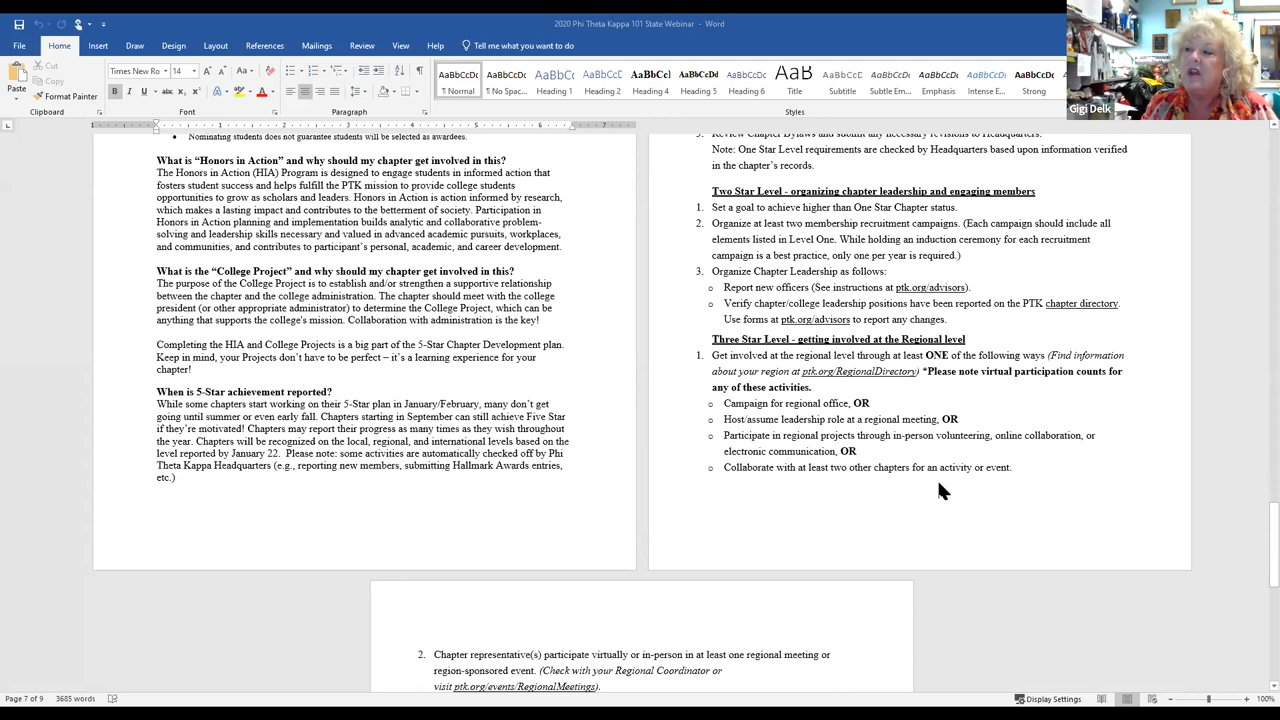 2020 Phi Theta Kappa 101 State Webinar - Word
File Home Insert Draw Design Layout References Mailings Review View Help Tell me what you want to do
Gigi Delk
Paste
Cut
Copy
Format Painter
Clipboard
Times New Ro 14
Font
Paragraph
AaBbCcDc ¶ Normal
AaBbCcDc ¶ No Spac...
AaBbCc Heading 1
AaBbCcDc Heading 2
AaBbCcl Heading 4
AaBbCcDd Heading 5
AaBbCcDc Heading 6
AaB Title
AaBbCcDc Subtitle
AaBbCcDc Subtle Em...
AaBbCcDc Emphasis
AaBbCcDc Intense E...
AaBbCcDc Strong
Styles
• Nominating students does not guarantee students will be selected as awardees.
What is “Honors in Action” and why should my chapter get involved in this?
The Honors in Action (HIA) Program is designed to engage students in informed action that
fosters student success and helps fulfill the PTK mission to provide college students
opportunities to grow as scholars and leaders. Honors in Action is action informed by research,
which makes a lasting impact and contributes to the betterment of society. Participation in
Honors in Action planning and implementation builds analytic and collaborative problem-
solving and leadership skills necessary and valued in advanced academic pursuits, workplaces,
and communities, and contributes to participant’s personal, academic, and career development.
What is the “College Project” and why should my chapter get involved in this?
The purpose of the College Project is to establish and/or strengthen a supportive relationship
between the chapter and the college administration. The chapter should meet with the college
president (or other appropriate administrator) to determine the College Project, which can be
anything that supports the college's mission. Collaboration with administration is the key!
Completing the HIA and College Projects is a big part of the 5-Star Chapter Development plan.
Keep in mind, your Projects don’t have to be perfect – it’s a learning experience for your
chapter!
When is 5-Star achievement reported?
While some chapters start working on their 5-Star plan in January/February, many don’t get
going until summer or even early fall. Chapters starting in September can still achieve Five Star
if they’re motivated! Chapters may report their progress as many times as they wish throughout
the year. Chapters will be recognized on the local, regional, and international levels based on the
level reported by January 22. Please note: some activities are automatically checked off by Phi
Theta Kappa Headquarters (e.g., reporting new members, submitting Hallmark Awards entries,
etc.)
Review Chapter Bylaws and submit any necessary revisions to Headquarters.
Note: One Star Level requirements are checked by Headquarters based upon information verified
in the chapter’s records.
Two Star Level - organizing chapter leadership and engaging members
1. Set a goal to achieve higher than One Star Chapter status.
2. Organize at least two membership recruitment campaigns. (Each campaign should include all
elements listed in Level One. While holding an induction ceremony for each recruitment
campaign is a best practice, only one per year is required.)
3. Organize Chapter Leadership as follows:
o Report new officers (See instructions at ptk.org/advisors).
o Verify chapter/college leadership positions have been reported on the PTK chapter directory.
Use forms at ptk.org/advisors to report any changes.
Three Star Level - getting involved at the Regional level
1. Get involved at the regional level through at least ONE of the following ways (Find information
about your region at ptk.org/RegionalDirectory) *Please note virtual participation counts for
any of these activities.
o Campaign for regional office, OR
o Host/assume leadership role at a regional meeting, OR
o Participate in regional projects through in-person volunteering, online collaboration, or
electronic communication, OR
o Collaborate with at least two other chapters for an activity or event.
2. Chapter representative(s) participate virtually or in-person in at least one regional meeting or
region-sponsored event. (Check with your Regional Coordinator or
visit ptk.org/events/RegionalMeetings).
Page 7 of 9 3685 words Display Settings 100%